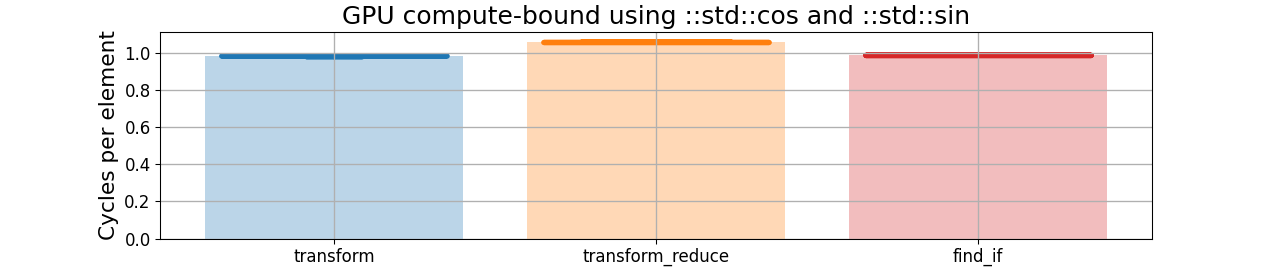 GPU compute-bound using ::std::cos and ::std::sin
Cycles per element
1.0
0.8
0.6
0.4
0.2
0.0
transform
transform_reduce
find_if